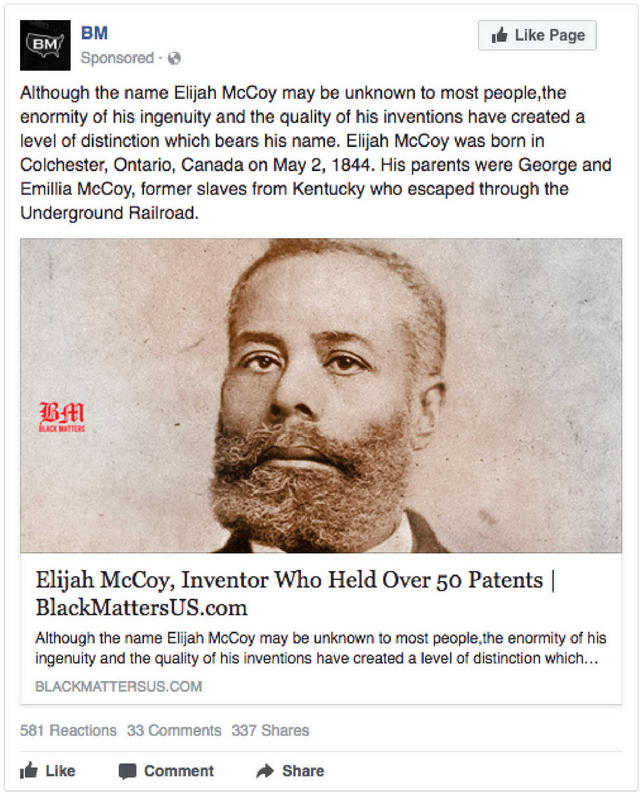 BM
BM
Like Page
Sponsored ·
Although the name Elijah McCoy may be unknown to most people,the
enormity of his ingenuity and the quality of his inventions have created a
level of distinction which bears his name. Elijah McCoy was born in
Colchester, Ontario, Canada on May 2, 1844. His parents were George and
Emillia McCoy, former slaves from Kentucky who escaped through the
Underground Railroad.
BM
BLACK MATTERS
Elijah McCoy, Inventor Who Held Over 50 Patents |
BlackMattersUS.com
Although the name Elijah McCoy may be unknown to most people,the enormity of his
ingenuity and the quality of his inventions have created a level of distinction which...
BLACKMATTERSUS.COM
581 Reactions 33 Comments 337 Shares
Like Comment Share